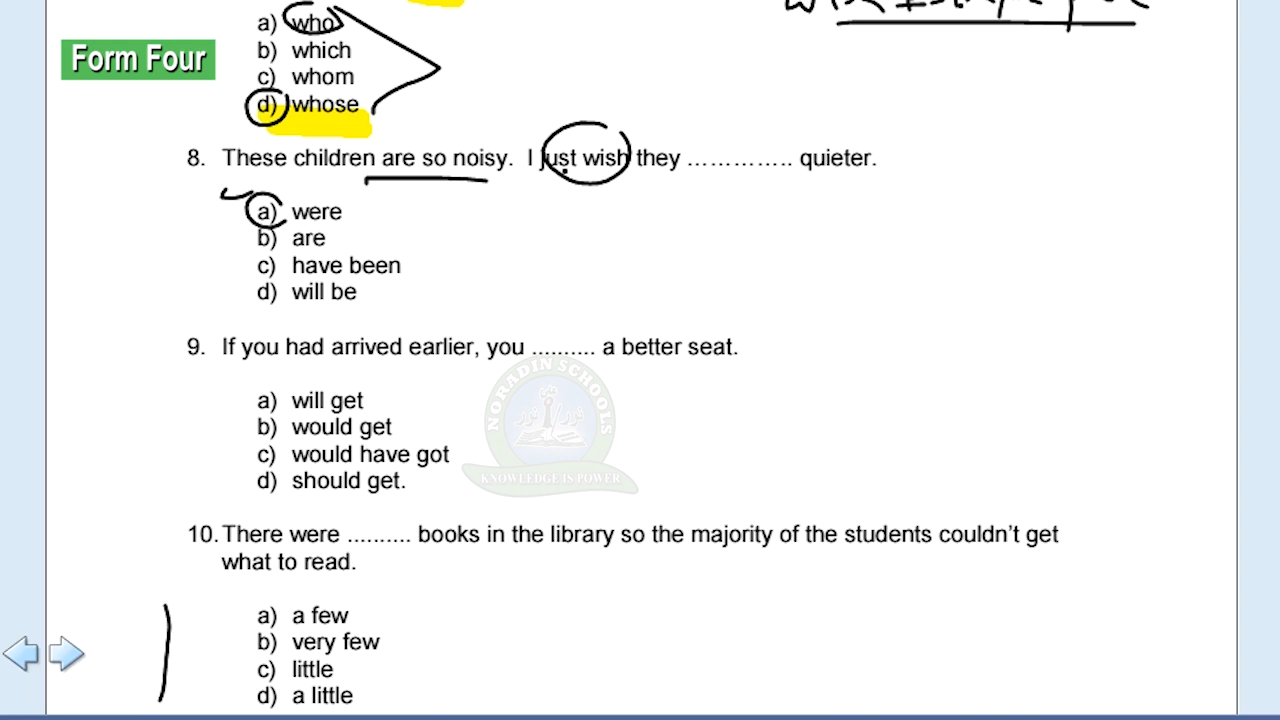 a) who
Form Four
b) which
c) whom
d) whose
8. These children are so noisy. I just wish they ………….. quieter.
a) were
b) are
c) have been
d) will be
9. If you had arrived earlier, you .......... a better seat.
NORADIN SCHOOLS
a) will get
b) would get
c) would have got
KNOWLEDGE IS POWER
d) should get.
10. There were .......... books in the library so the majority of the students couldn’t get
what to read.
a) a few
b) very few
c) little
d) a little